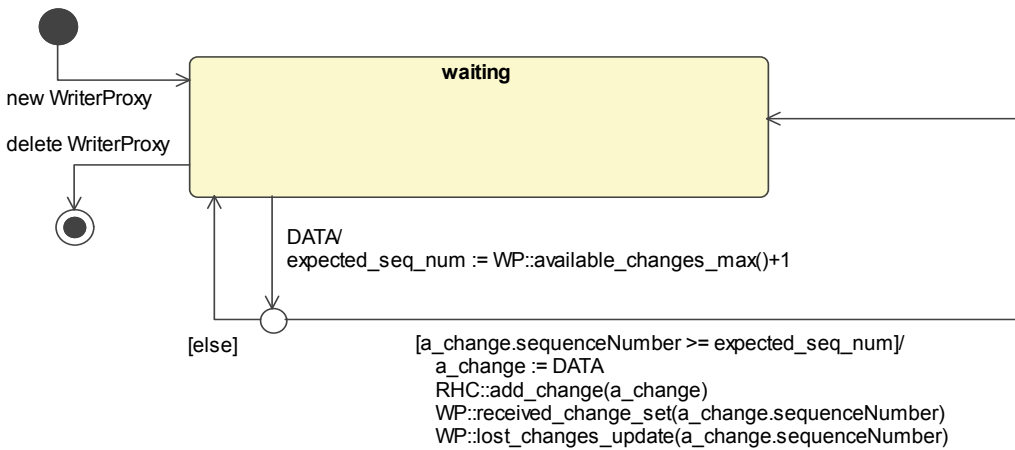 waiting
new WriterProxy
delete WriterProxy
DATA/
expected_seq_num := WP::available_changes_max()+1
[else]
[a_change.sequenceNumber >= expected_seq_num]/
a_change := DATA
RHC::add_change(a_change)
WP::received_change_set(a_change.sequenceNumber)
WP::lost_changes_update(a_change.sequenceNumber)